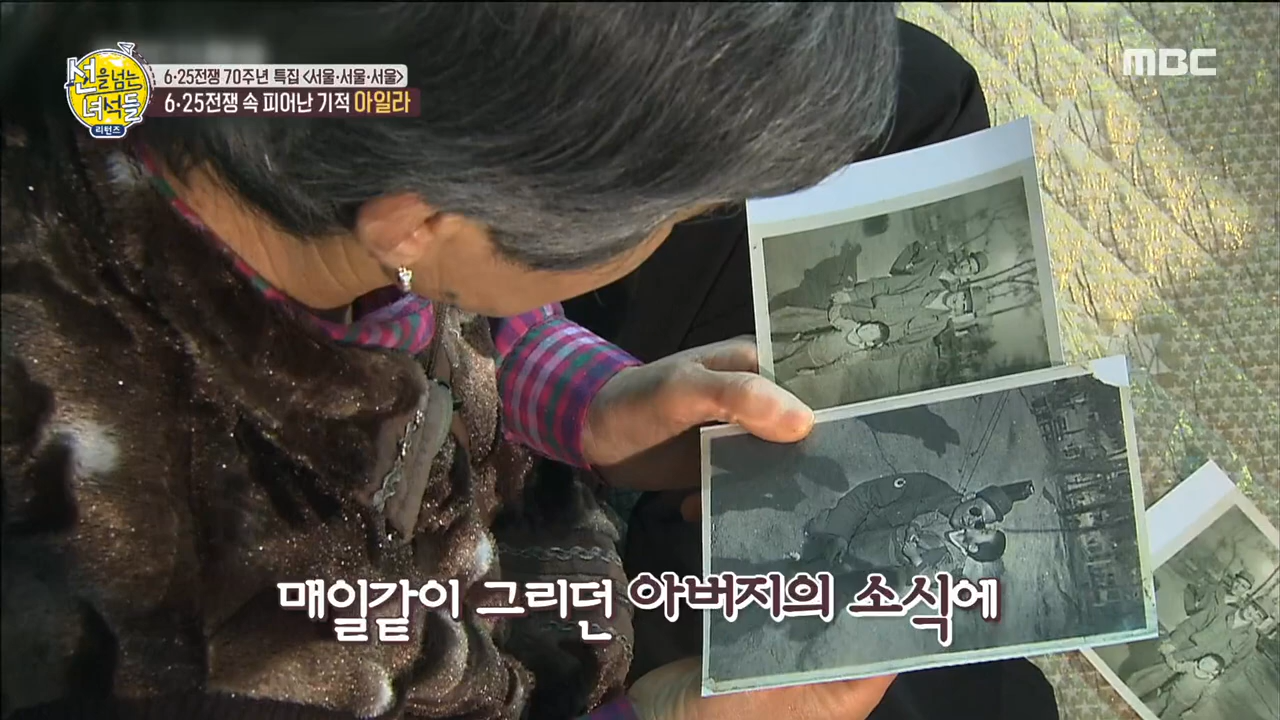 선을 넘는
녀석들
리턴즈
6·25전쟁 70주년 특집 <서울·서울·서울>
6·25전쟁 속 피어난 기적 아일라
MBC
매일같이 그리던 아버지의 소식에